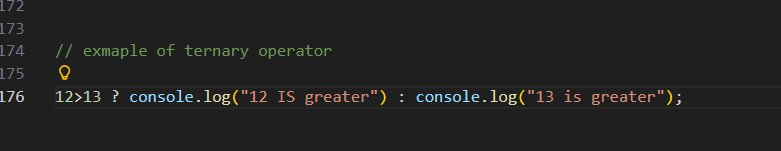 172
173
174 // exmaple of ternary operator
175
176 12>13 ? console.log("12 IS greater") : console.log("13 is greater");